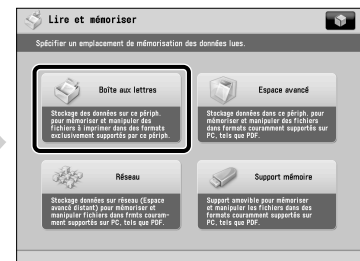 Lire et mémoriser
Spécifier un emplacement de mémorisation des données lues.
Boîte aux lettres
Stockage des données sur ce périph.
pour mémoriser et manipuler des
fichiers à imprimer dans des formats
exclusivement supportés par ce périph.
Espace avancé
Stockage données dans ce périph. pour
mémoriser et manipuler des fichiers
dans formats couramment supportés sur
PC, tels que PDF.
Réseau
Stockage données sur réseau (Espace
avancé distant) pour mémoriser et
manipuler fichiers dans frmts couram-
ment supportés sur PC, tels que PDF.
Support mémoire
Support amovible pour mémoriser
et manipuler les fichiers dans des
formats couramment supportés sur
PC, tels que PDF.